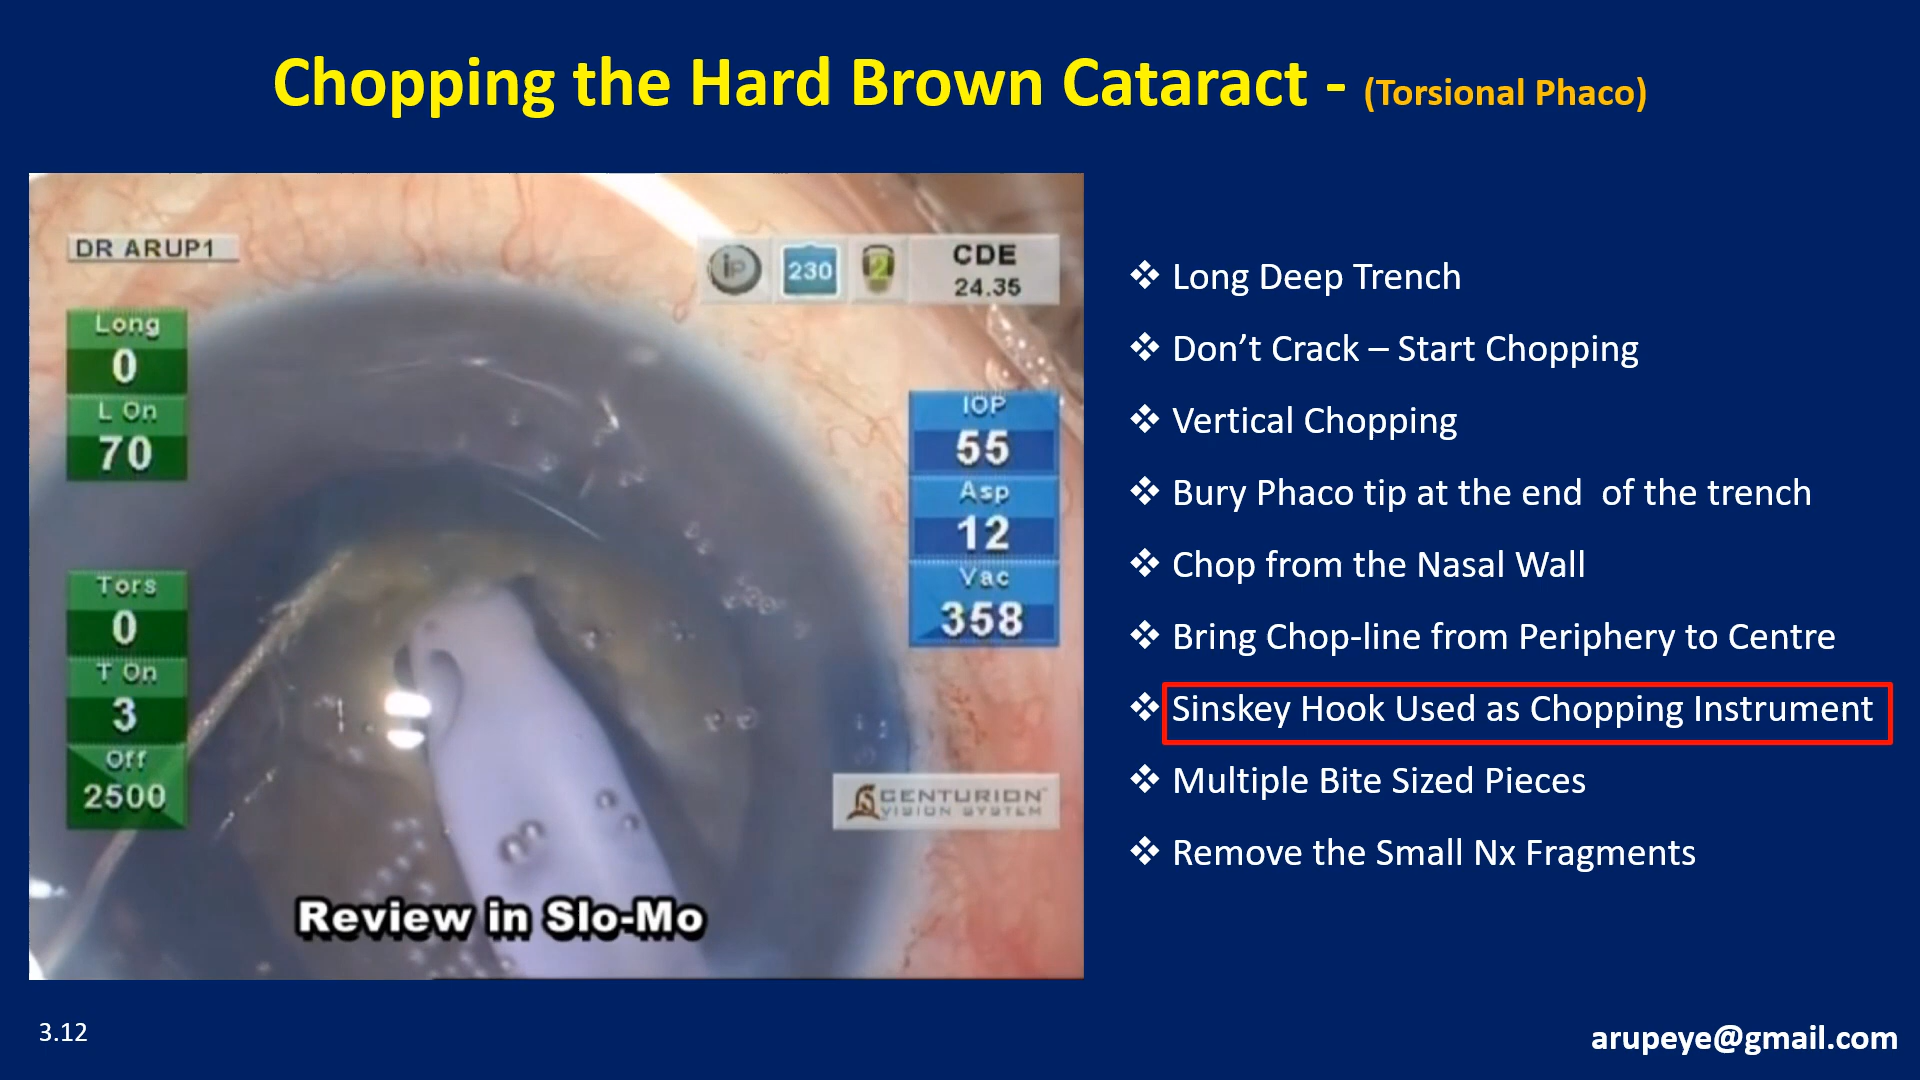 Chopping the Hard Brown Cataract - (Torsional Phaco)
DR ARUP1
iP
230
2
CDE
24.35
Long
0
L On
70
Tors
0
T On
3
Off
2500
IOP
55
Asp
12
Vac
358
CENTURION
VISION SYSTEM
Review in Slo-Mo
Long Deep Trench
Don’t Crack – Start Chopping
Vertical Chopping
Bury Phaco tip at the end  of the trench
Chop from the Nasal Wall
Bring Chop-line from Periphery to Centre
Sinskey Hook Used as Chopping Instrument
Multiple Bite Sized Pieces
Remove the Small Nx Fragments
3.12
arupeye@gmail.com